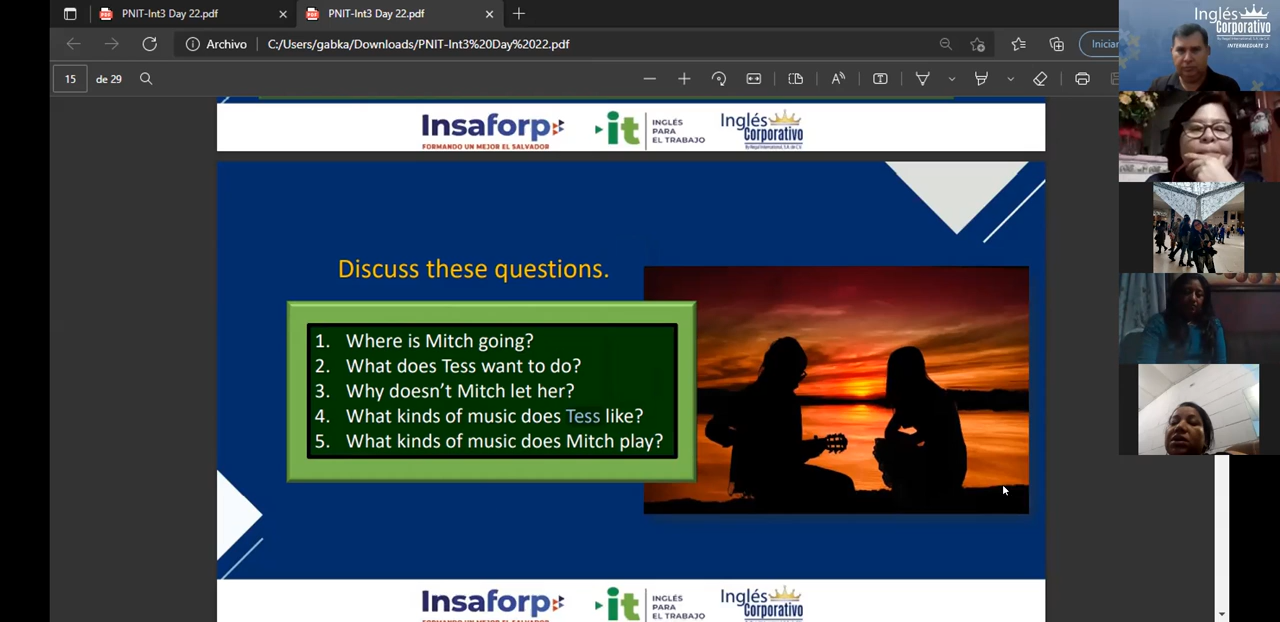 PNIT-Int3 Day 22.pdf
PNIT-Int3 Day 22.pdf
Archivo
C:/Users/gabka/Downloads/PNIT-Int3%20Day%2022.pdf
Iniciar
15 de 29
Insaforp
FORMANDO UN MEJOR EL SALVADOR
it
INGLÉS
PARA
EL TRABAJO
Inglés
Corporativo
Discuss these questions.
1. Where is Mitch going?
2. What does Tess want to do?
3. Why doesn't Mitch let her?
4. What kinds of music does Tess like?
5. What kinds of music does Mitch play?
Insaforp
it
INGLÉS
PARA
EL TRABAJO
Inglés
Corporativo
Inglés
Corporativo
INTERMEDIATE 3